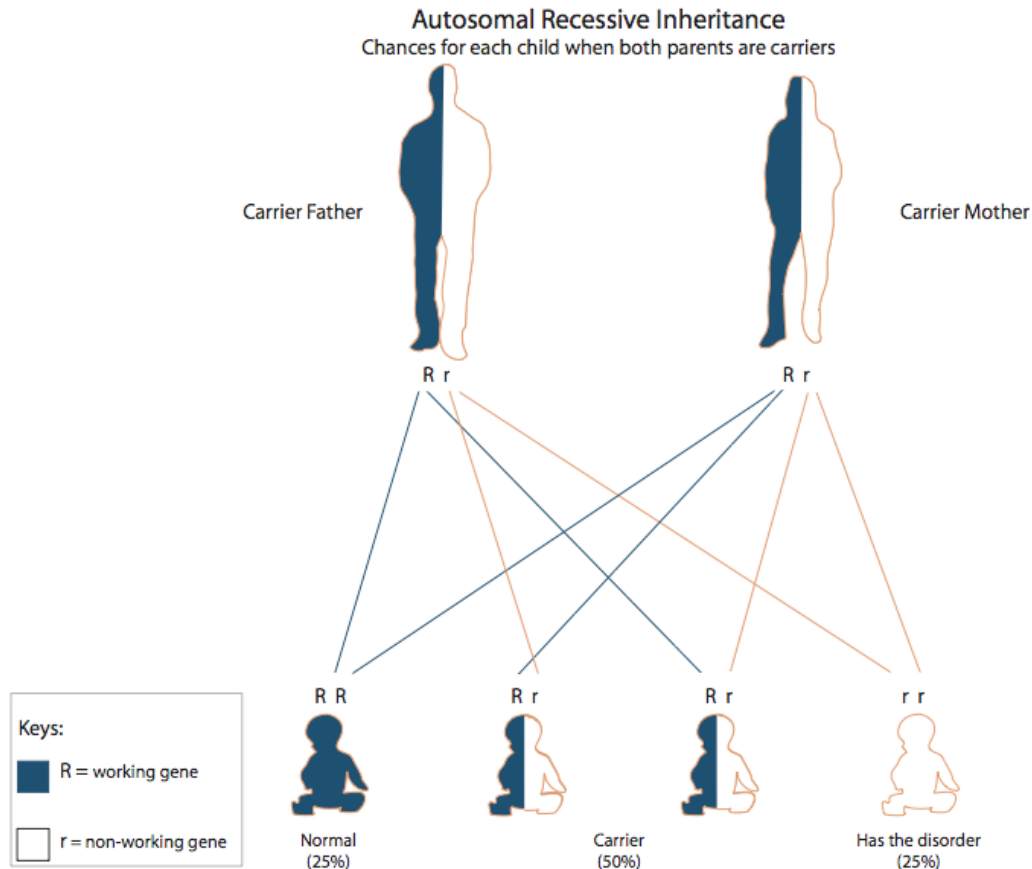 Autosomal Recessive Inheritance
Chances for each child when both parents are carriers
Carrier Father
Carrier Mother
R r
R r
R R
R r
R r
r r
Keys:
R = working gene
r = non-working gene
Normal
(25%)
Carrier
(50%)
Has the disorder
(25%)